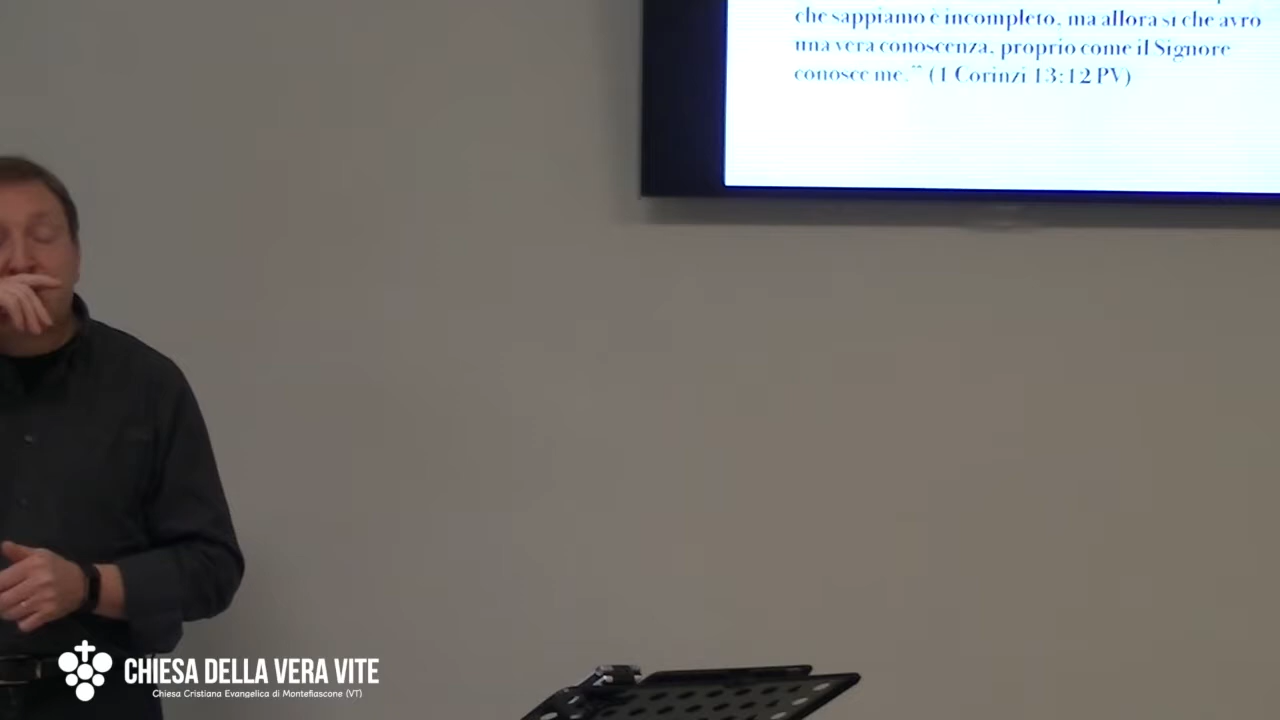 che sappiamo è incompleto, ma allora sì che avrò
una vera conoscenza, proprio come il Signore
conosce me." (1 Corinzi 13:12 PV)
CHIESA DELLA VERA VITE
Chiesa Cristiana Evangelica di Montefiascone (VT)